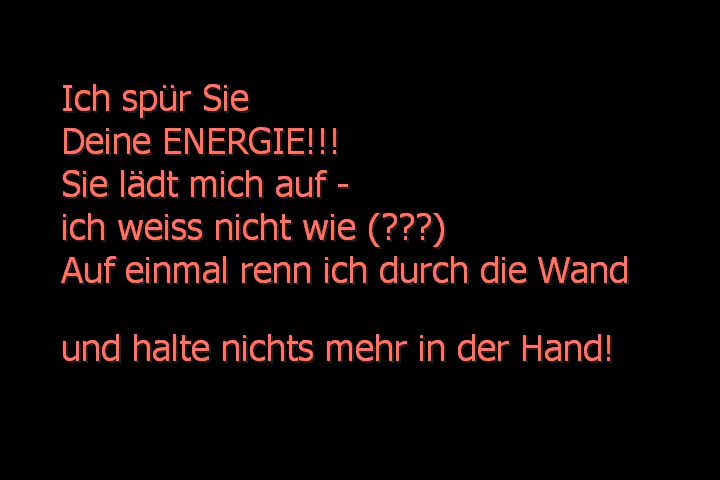 Ich spür Sie
Deine ENERGIE!!!
Sie lädt mich auf -
ich weiss nicht wie (???)
Auf einmal renn ich durch die Wand
und halte nichts mehr in der Hand!